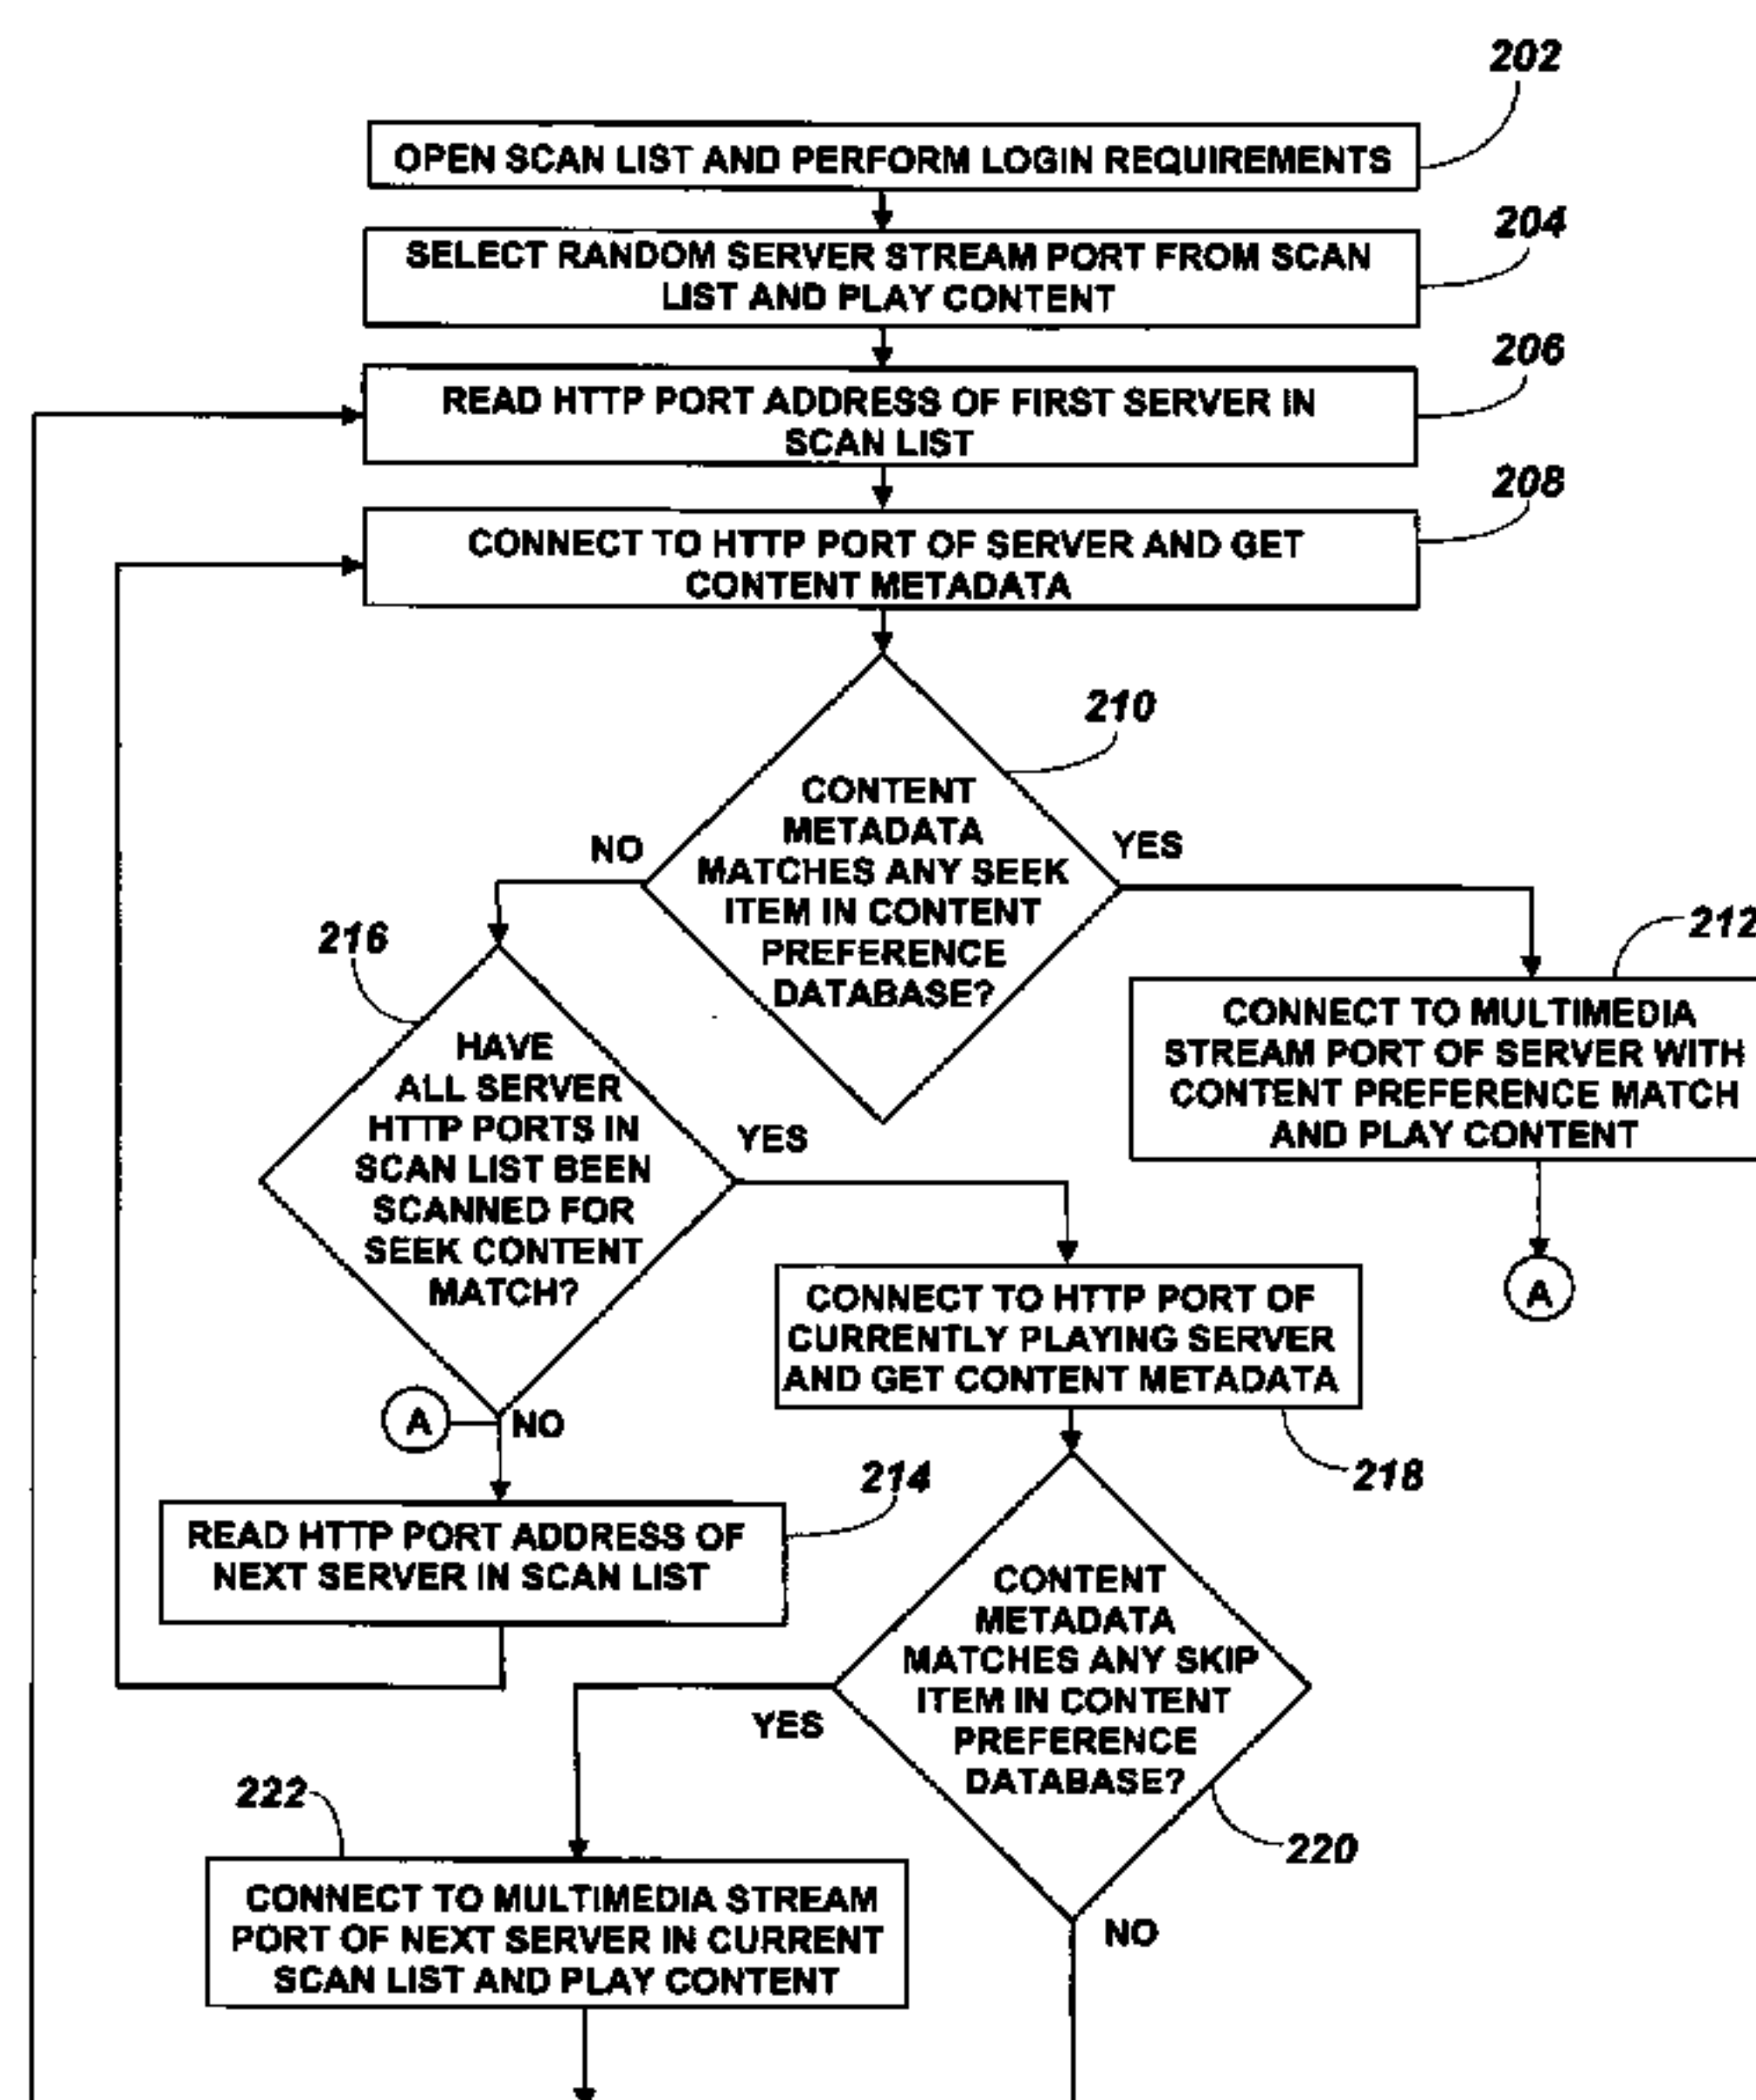 202
OPEN SCAN LIST AND PERFORM LOGIN REQUIREMENTS
204
SELECT RANDOM SERVER STREAM PORT FROM SCAN
LIST AND PLAY CONTENT
206
READ HTTP PORT ADDRESS OF FIRST SERVER IN
SCAN LIST
208
CONNECT TO HTTP PORT OF SERVER AND GET
CONTENT METADATA
210
CONTENT
METADATA
MATCHES ANY SEEK
ITEM IN CONTENT
PREFERENCE
DATABASE?
NO
YES
212
CONNECT TO MULTIMEDIA
STREAM PORT OF SERVER WITH
CONTENT PREFERENCE MATCH
AND PLAY CONTENT
A
216
HAVE
ALL SERVER
HTTP PORTS IN
SCAN LIST BEEN
SCANNED FOR
SEEK CONTENT
MATCH?
YES
A
NO
CONNECT TO HTTP PORT OF
CURRENTLY PLAYING SERVER
AND GET CONTENT METADATA
218
214
READ HTTP PORT ADDRESS OF
NEXT SERVER IN SCAN LIST
CONTENT
METADATA
MATCHES ANY SKIP
ITEM IN CONTENT
PREFERENCE
DATABASE?
YES
220
NO
222
CONNECT TO MULTIMEDIA STREAM
PORT OF NEXT SERVER IN CURRENT
SCAN LIST AND PLAY CONTENT